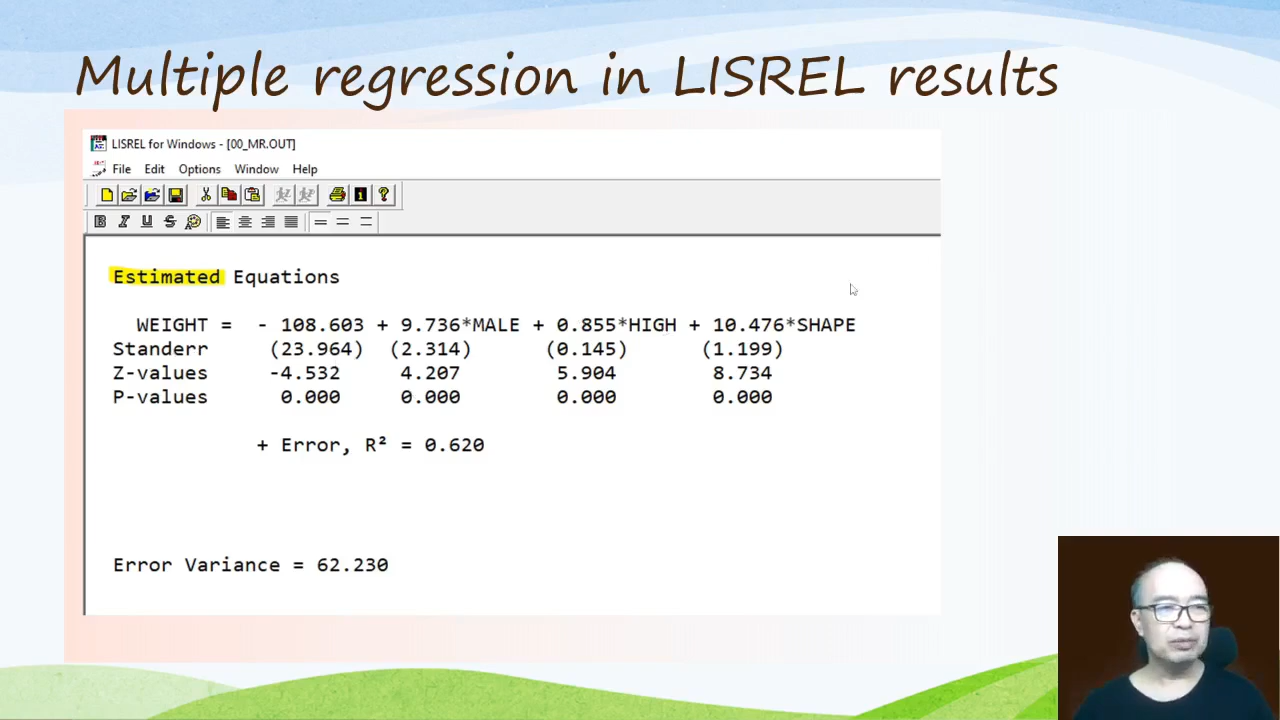 Multiple regression in LISREL results
LISREL for Windows - [00_MR.OUT]
File Edit Options Window Help
B I U S
Estimated Equations
WEIGHT = - 108.603 + 9.736*MALE + 0.855*HIGH + 10.476*SHAPE
Standerr (23.964) (2.314) (0.145) (1.199)
Z-values -4.532 4.207 5.904 8.734
P-values 0.000 0.000 0.000 0.000
+ Error, R² = 0.620
Error Variance = 62.230